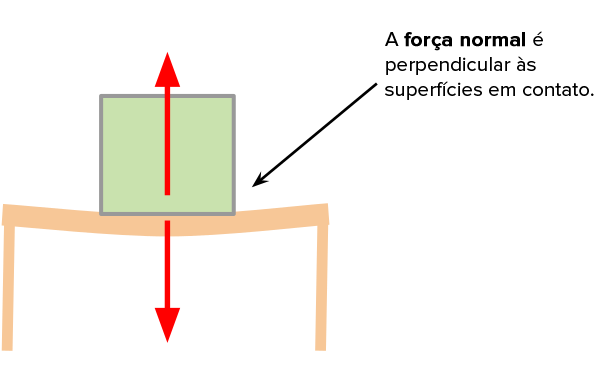 A força normal é
perpendicular às
superfícies em contato.